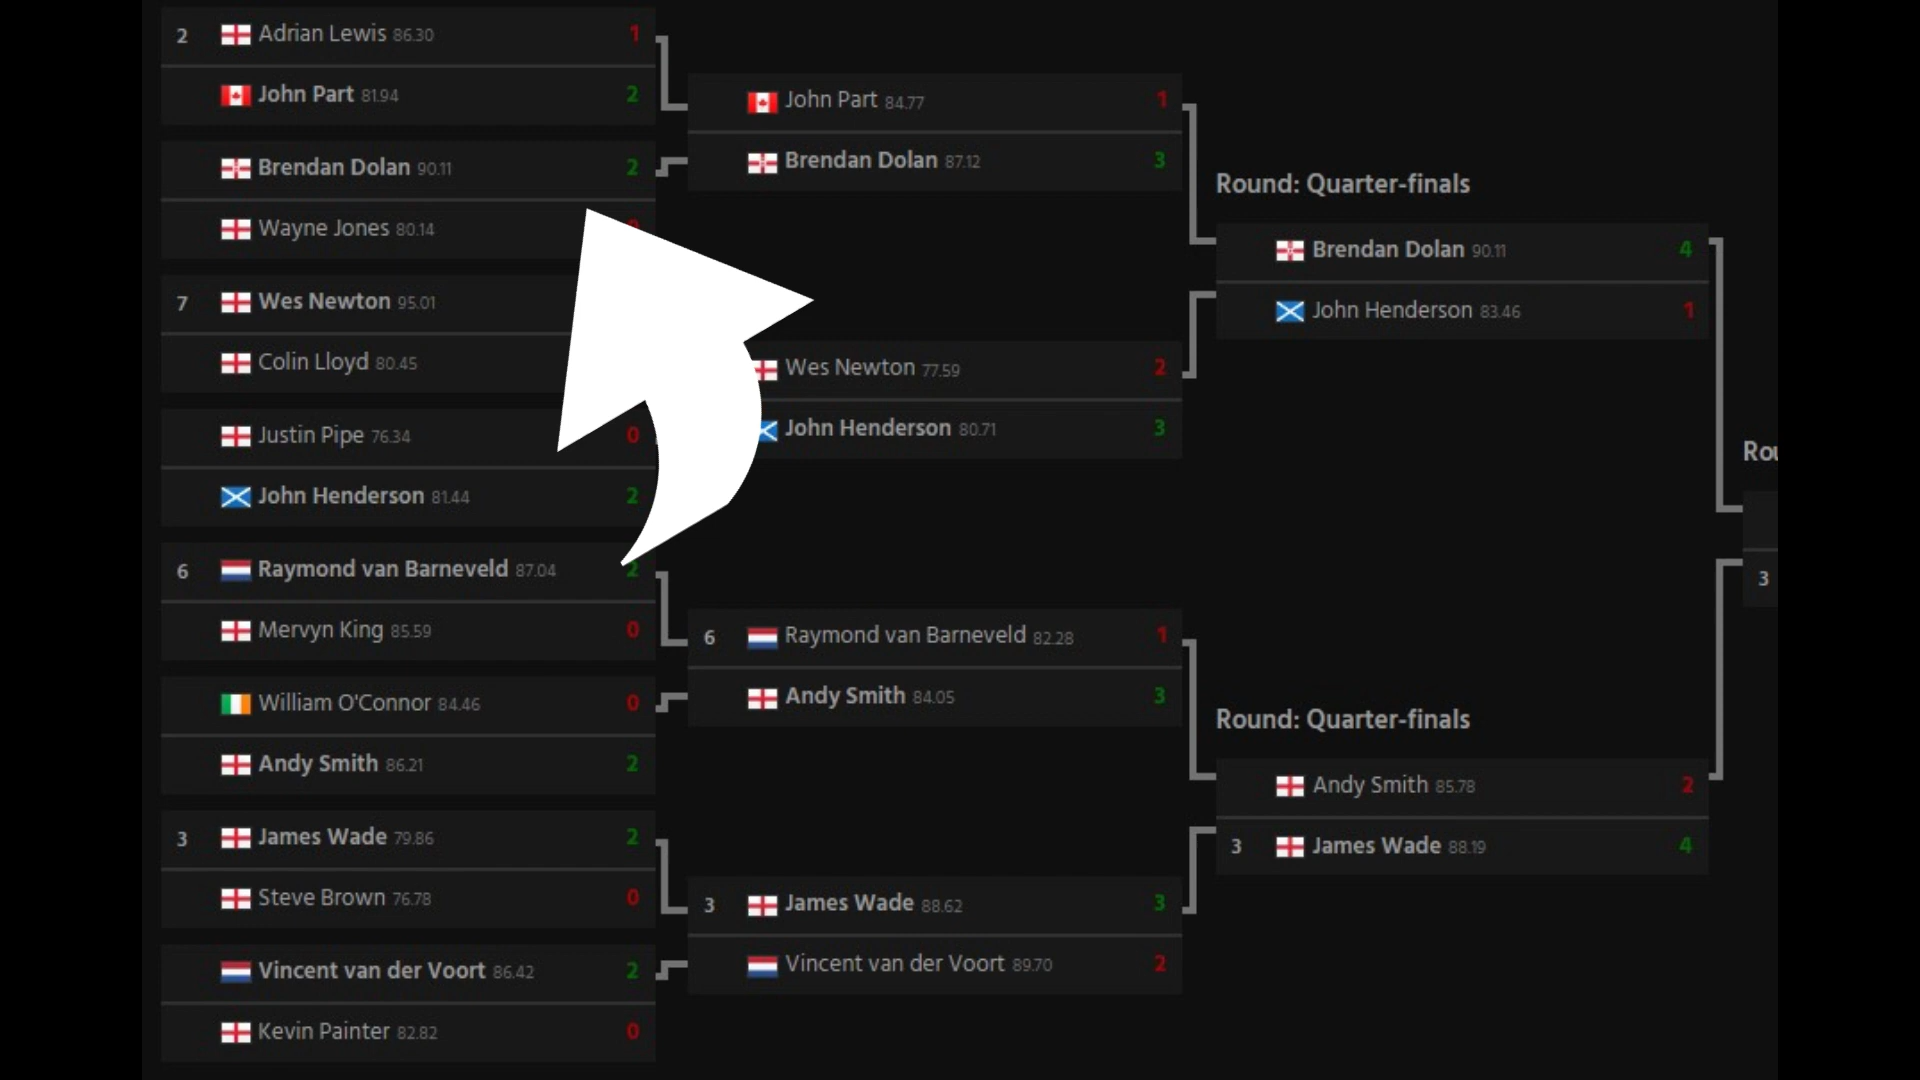 2 Adrian Lewis 86.30 1
John Part 81.94 2
Brendan Dolan 90.11 2
Wayne Jones 80.14
7 Wes Newton 95.01
Colin Lloyd 80.45
Justin Pipe 76.34 0
John Henderson 81.44 2
6 Raymond van Barneveld 87.04 2
Mervyn King 85.59 0
William O'Connor 84.46 0
Andy Smith 86.21 2
3 James Wade 79.86 2
Steve Brown 76.78 0
Vincent van der Voort 86.42 2
Kevin Painter 82.82 0
John Part 84.77 1
Brendan Dolan 87.12 3
Wes Newton 77.59 2
John Henderson 80.71 3
6 Raymond van Barneveld 82.28 1
Andy Smith 84.05 3
3 James Wade 88.62 3
Vincent van der Voort 89.70 2
Round: Quarter-finals
Brendan Dolan 90.11 4
John Henderson 83.46 1
Round: Quarter-finals
Andy Smith 85.78 2
3 James Wade 88.19 4
Rou
3